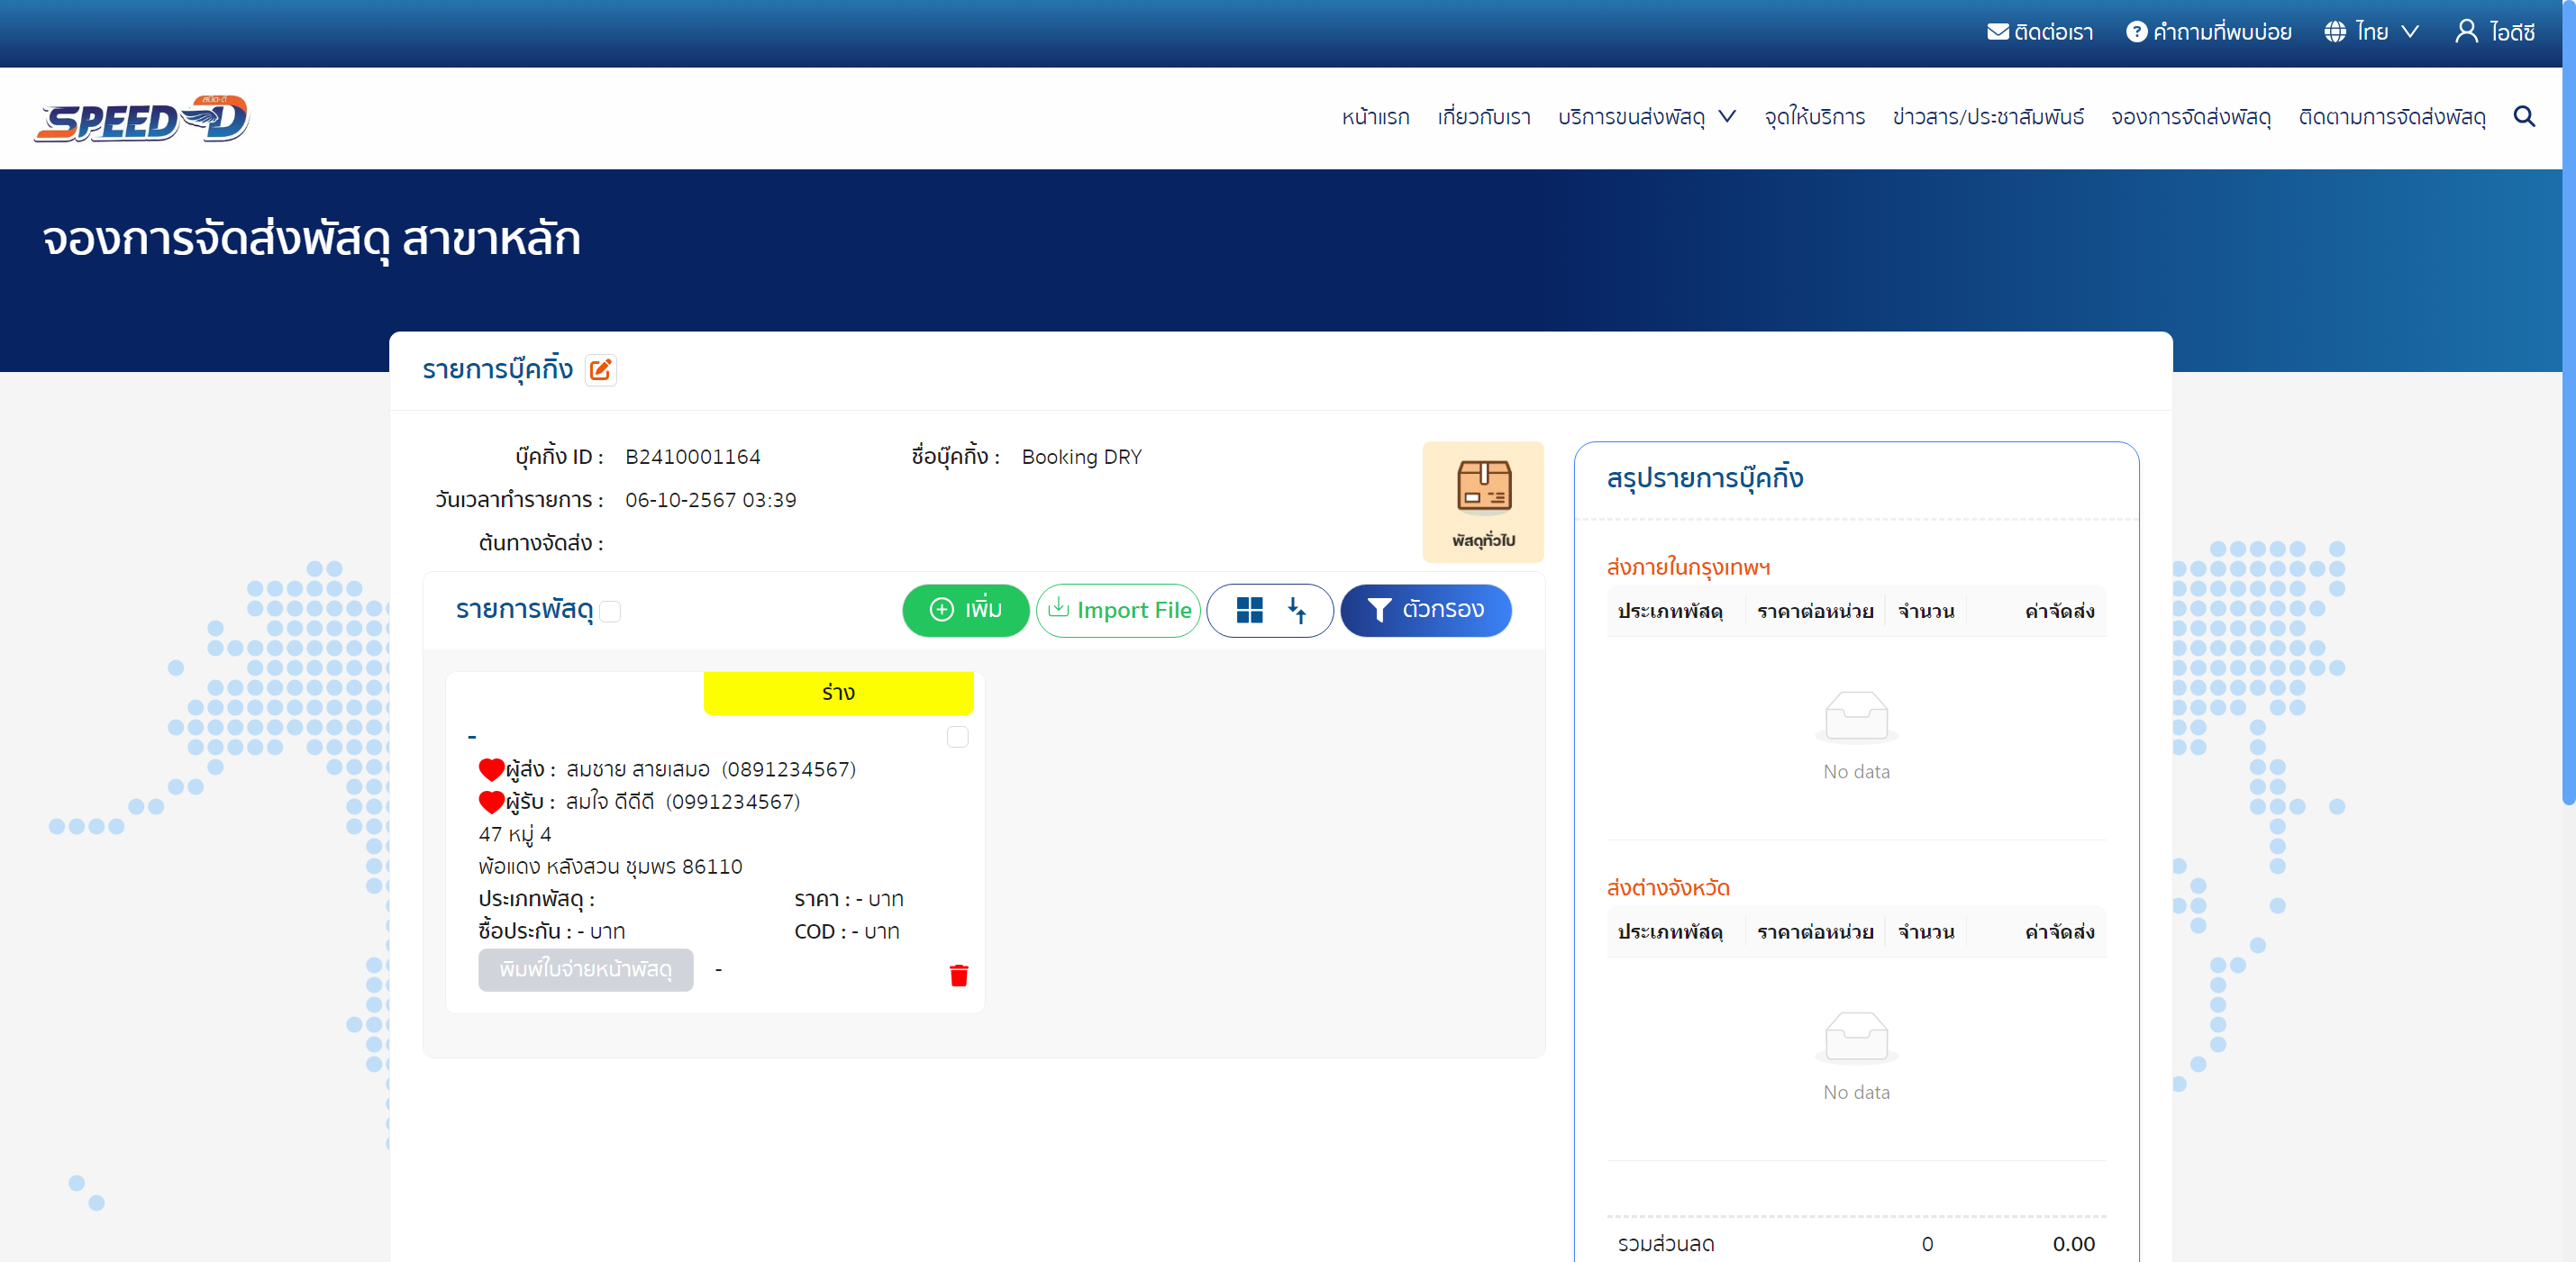 ติดต่อเรา คำถามที่พบบ่อย ไทย ไอดีซี
สปีด-ดี
SPEED-D
หน้าแรก เกี่ยวกับเรา บริการขนส่งพัสดุ จุดให้บริการ ข่าวสาร/ประชาสัมพันธ์ จองการจัดส่งพัสดุ ติดตามการจัดส่งพัสดุ
จองการจัดส่งพัสดุ สาขาหลัก
รายการบุ๊คกิ้ง
บุ๊คกิ้ง ID : B2410001164 ชื่อบุ๊คกิ้ง : Booking DRY
วันเวลาทำรายการ : 06-10-2567 03:39
ต้นทางจัดส่ง :
พัสดุทั่วไป
รายการพัสดุ เพิ่ม Import File ตัวกรอง
ร่าง
-
ผู้ส่ง : สมชาย สายเสมอ (0891234567)
ผู้รับ : สมใจ ดีดีดี (0991234567)
47 หมู่ 4
พ้อแดง หลังสวน ชุมพร 86110
ประเภทพัสดุ : ราคา : - บาท
ซื้อประกัน : - บาท COD : - บาท
พิมพ์ใบจ่ายหน้าพัสดุ -
สรุปรายการบุ๊คกิ้ง
ส่งภายในกรุงเทพฯ
ประเภทพัสดุ ราคาต่อหน่วย จำนวน ค่าจัดส่ง
No data
ส่งต่างจังหวัด
ประเภทพัสดุ ราคาต่อหน่วย จำนวน ค่าจัดส่ง
No data
รวมส่วนลด 0 0.00